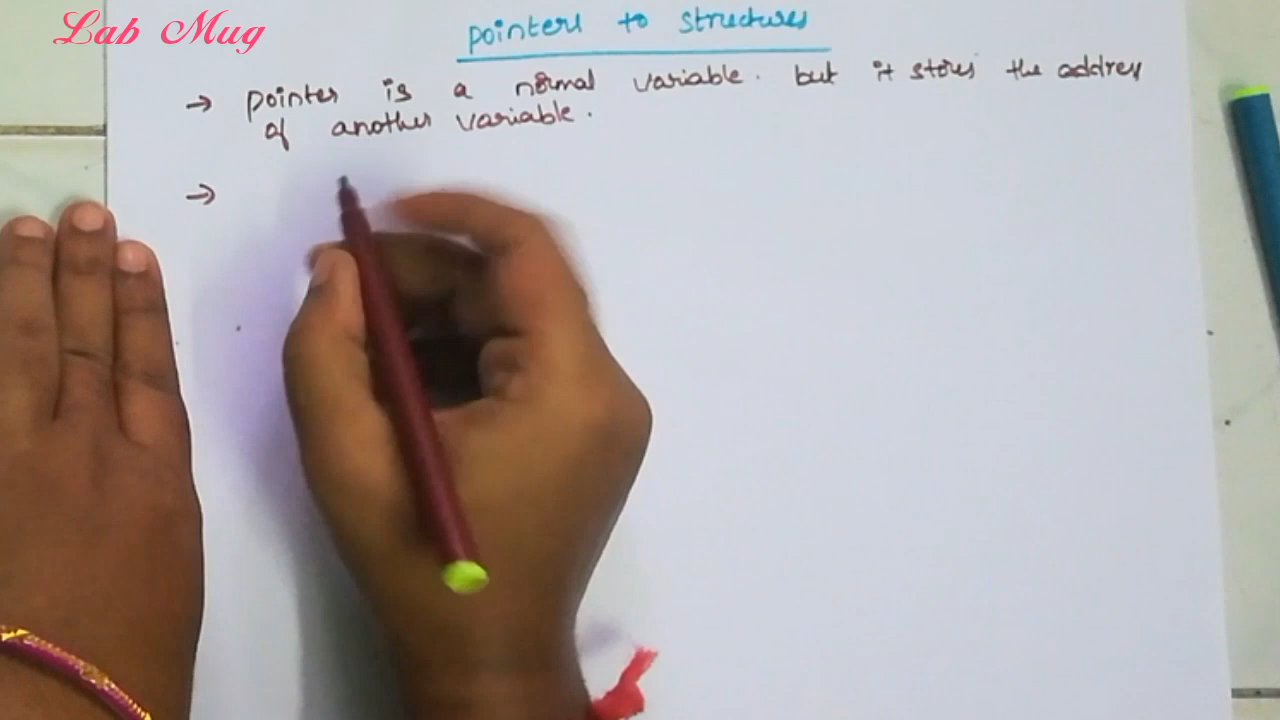 Lab Mug
pointers to structures
→ pointer is a normal variable. but it stores the address
of another variable.
→